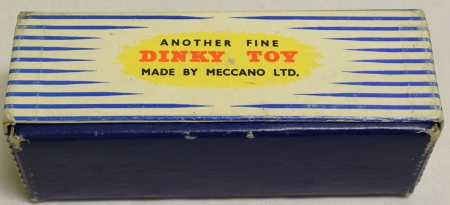 ANOTHER FINE
DINKY TOY
MADE BY MECCANO LTD.